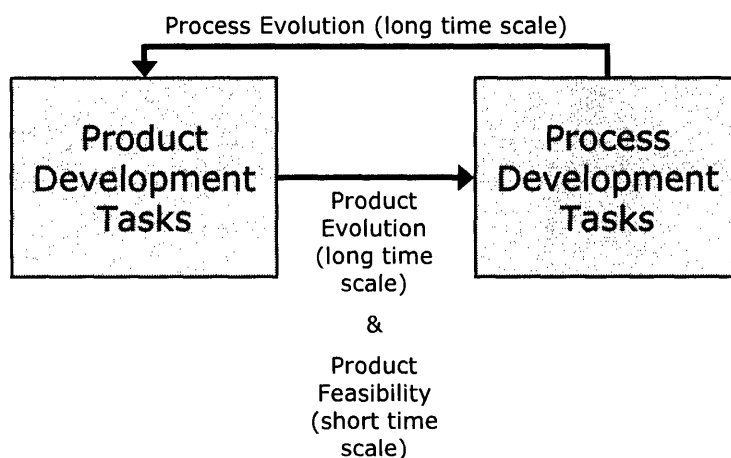 Process Evolution (long time scale)
Product
Development
Tasks
Process
Development
Tasks
Product
Evolution
(long time
scale)
&
Product
Feasibility
(short time
scale)